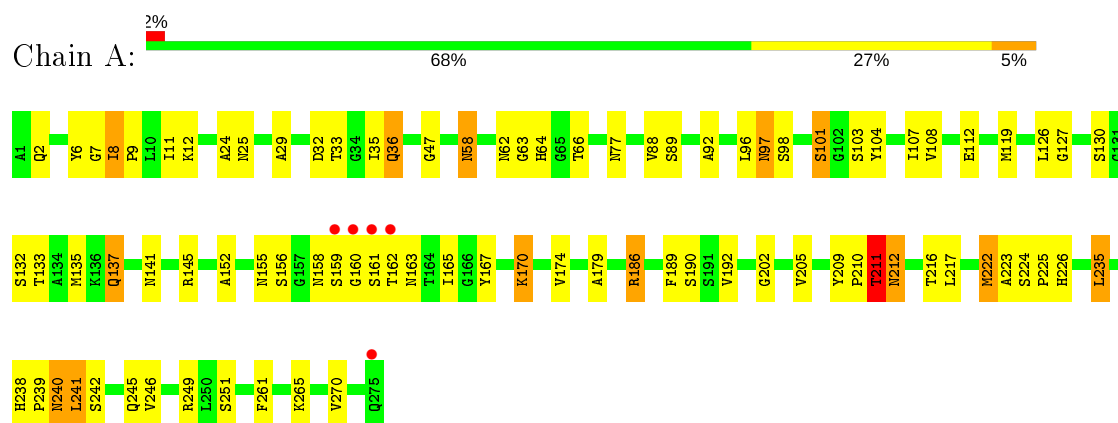 2%
Chain A:
68% 27% 5%
A1 Q2 Y6 G7 I8 P9 L10 I11 K12 A24 N25 A29 D32 T33 G34 I35 Q36 G47 N58 N62 G63 H64 G65 T66 N77 V88 S89 A92 L96 N97 S98 S101 G102 S103 Y104 I107 V108 E112 M119 L126 G127 S130 G131
S132 T133 A134 M135 K136 Q137 N141 R145 A152 N155 S156 G157 N158 S159 G160 S161 T162 N163 T164 I165 G166 Y167 K170 V174 A179 R186 F189 S190 S191 V192 G202 V205 Y209 P210 T211 N212 T216 L217 M222 A223 S224 P225 H226 L235
H238 P239 N240 L241 S242 Q245 V246 R249 L250 S251 F261 K265 V270 Q275